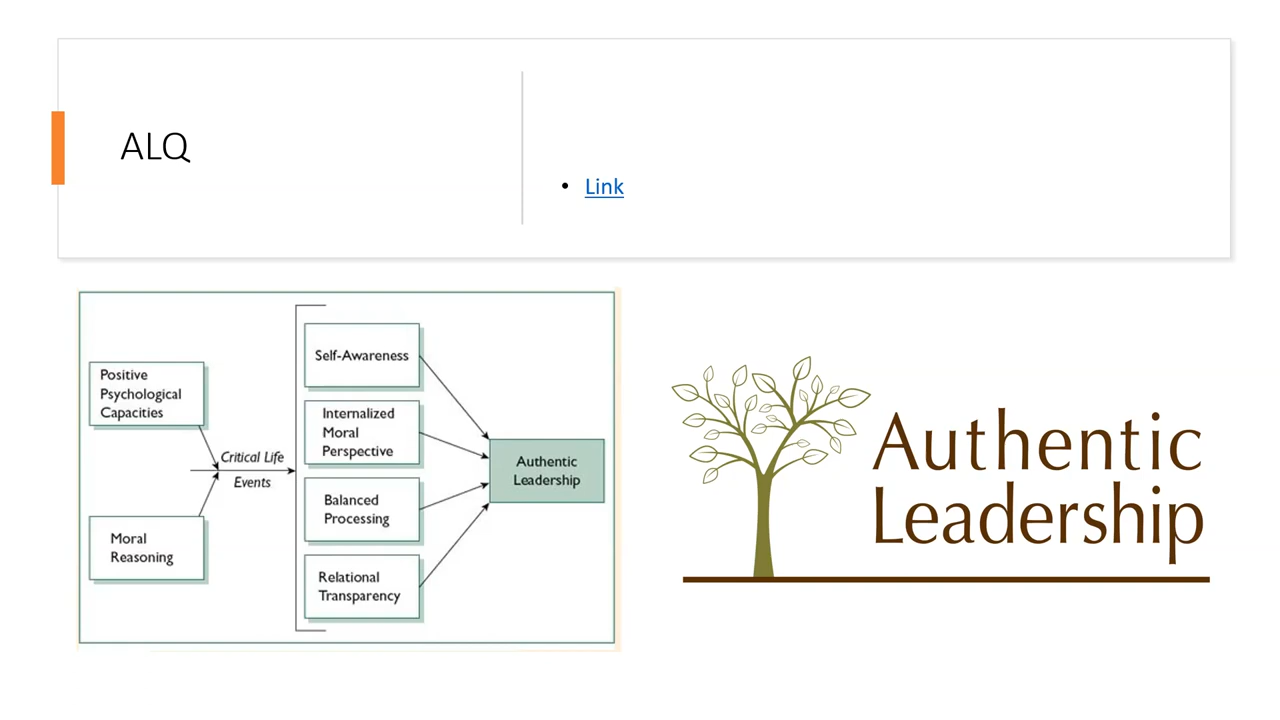 ALQ
• Link
Positive
Psychological
Capacities
Moral
Reasoning
Critical Life
Events
Self-Awareness
Internalized
Moral
Perspective
Balanced
Processing
Relational
Transparency
Authentic
Leadership
Authentic
Leadership